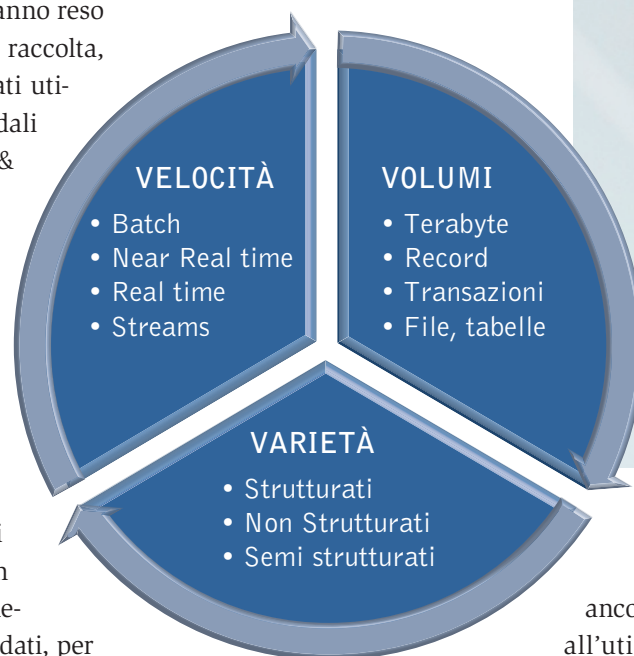 anno reso
raccolta,
ati uti-
dali
&
VELOCITÀ
• Batch
• Near Real time
• Real time
• Streams
VOLUMI
• Terabyte
• Record
• Transazioni
• File, tabelle
VARIETÀ
• Strutturati
• Non Strutturati
• Semi strutturati
i
e-
dati, per
anco
all'uti